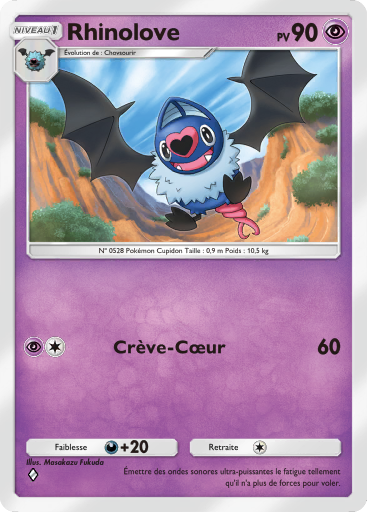 NIVEAU 1
Rhinolove
PV 90
Évolution de : Chovsourir
N° 0528 Pokémon Cupidon Taille : 0,9 m Poids : 10,5 kg
Crève-Cœur 60
Faiblesse +20 Retraite
Illus. Masakazu Fukuda
Émettre des ondes sonores ultra-puissantes le fatigue tellement
qu'il n'a plus de forces pour voler.